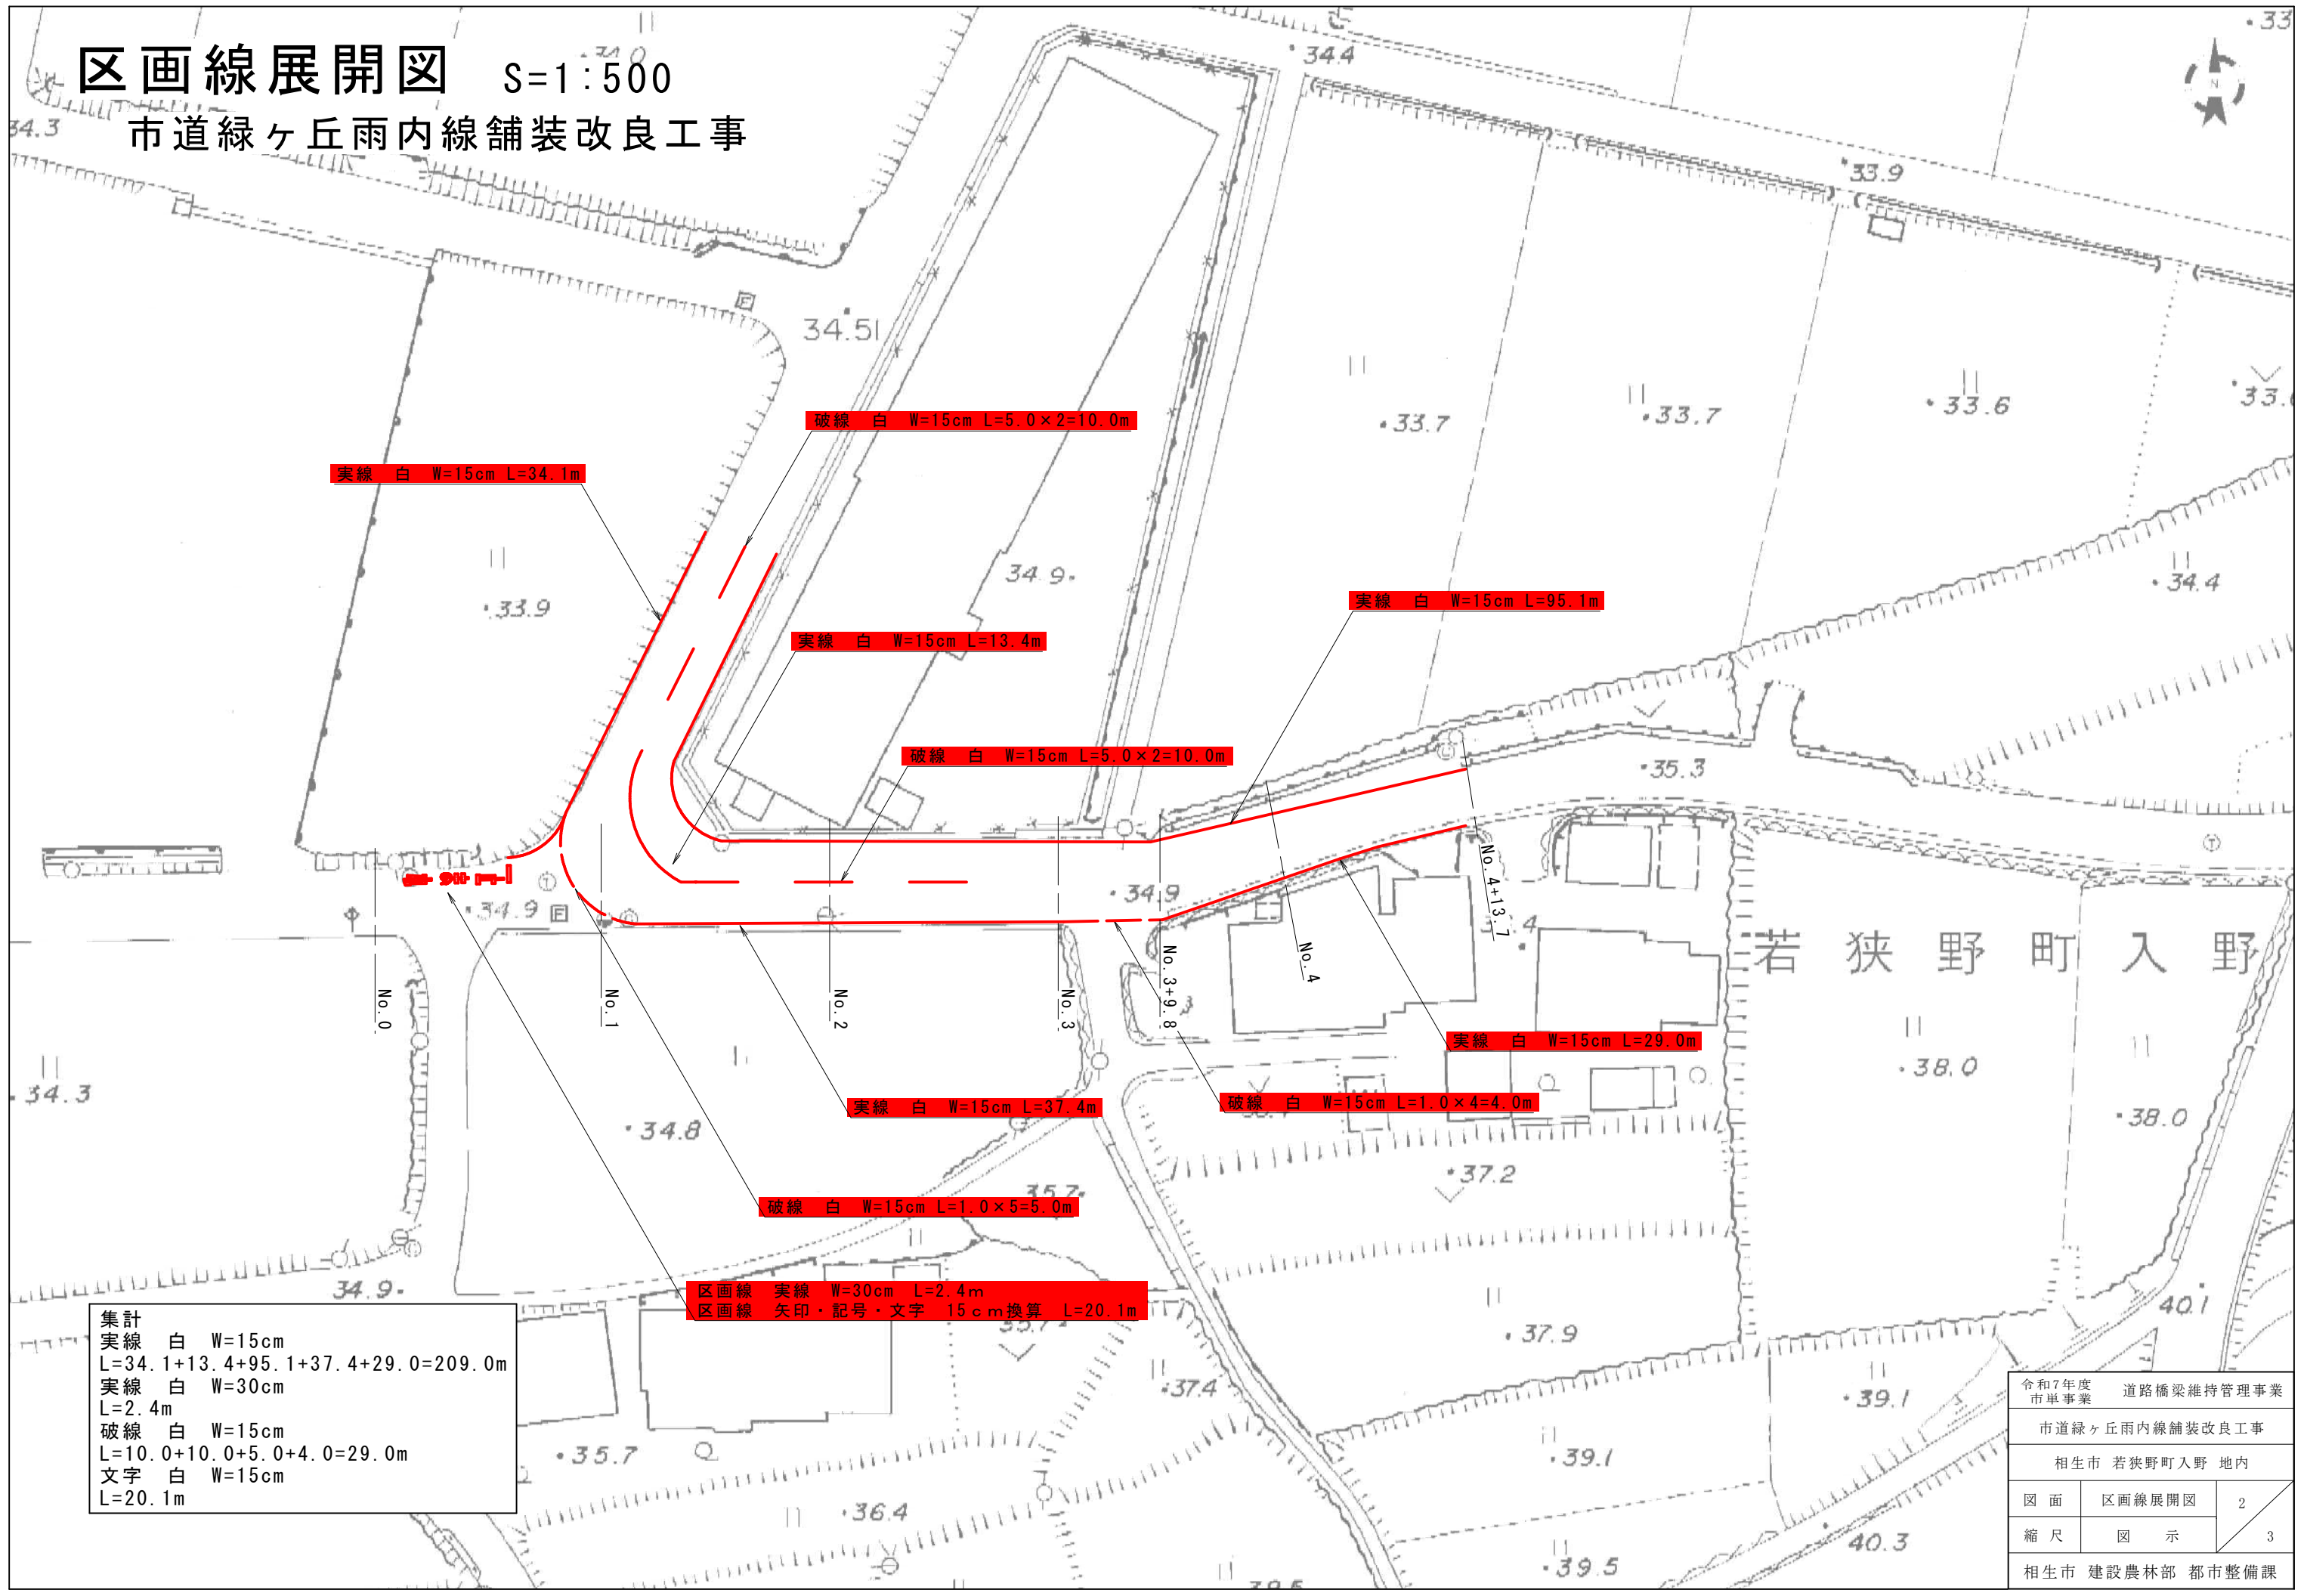 区画線展開図 S=1:500
市道緑ヶ丘雨内線舗装改良工事
34.0
34.4
33
34.3
33.9
34.51
破線 白 W=15cm L=5.0×2=10.0m
33.7
33.7
33.6
33.6
実線 白 W=15cm L=34.1m
34.9
34.4
33.9
実線 白 W=15cm L=95.1m
実線 白 W=15cm L=13.4m
破線 白 W=15cm L=5.0×2=10.0m
35.3
34.9
34.9
No.0
No.1
No.2
No.3
No.3+9.8
No.4
No.4+13.7
若狭野町入野
実線 白 W=15cm L=29.0m
38.0
34.3
実線 白 W=15cm L=37.4m
破線 白 W=15cm L=1.0×4=4.0m
34.8
38.0
37.2
35.7
破線 白 W=15cm L=1.0×5=5.0m
34.9
区画線 実線 W=30cm L=2.4m
区画線 矢印・記号・文字 15cm換算 L=20.1m
40.1
37.9
37.4
39.1
集計
実線 白 W=15cm
L=34.1+13.4+95.1+37.4+29.0=209.0m
実線 白 W=30cm
L=2.4m
破線 白 W=15cm
L=10.0+10.0+5.0+4.0=29.0m
文字 白 W=15cm
L=20.1m
35.7
39.1
36.4
39.5
40.3
令和7年度 市単事業 道路橋梁維持管理事業
市道緑ヶ丘雨内線舗装改良工事
相生市 若狭野町入野 地内
図面 区画線展開図 2
縮尺 図示 3
相生市 建設農林部 都市整備課